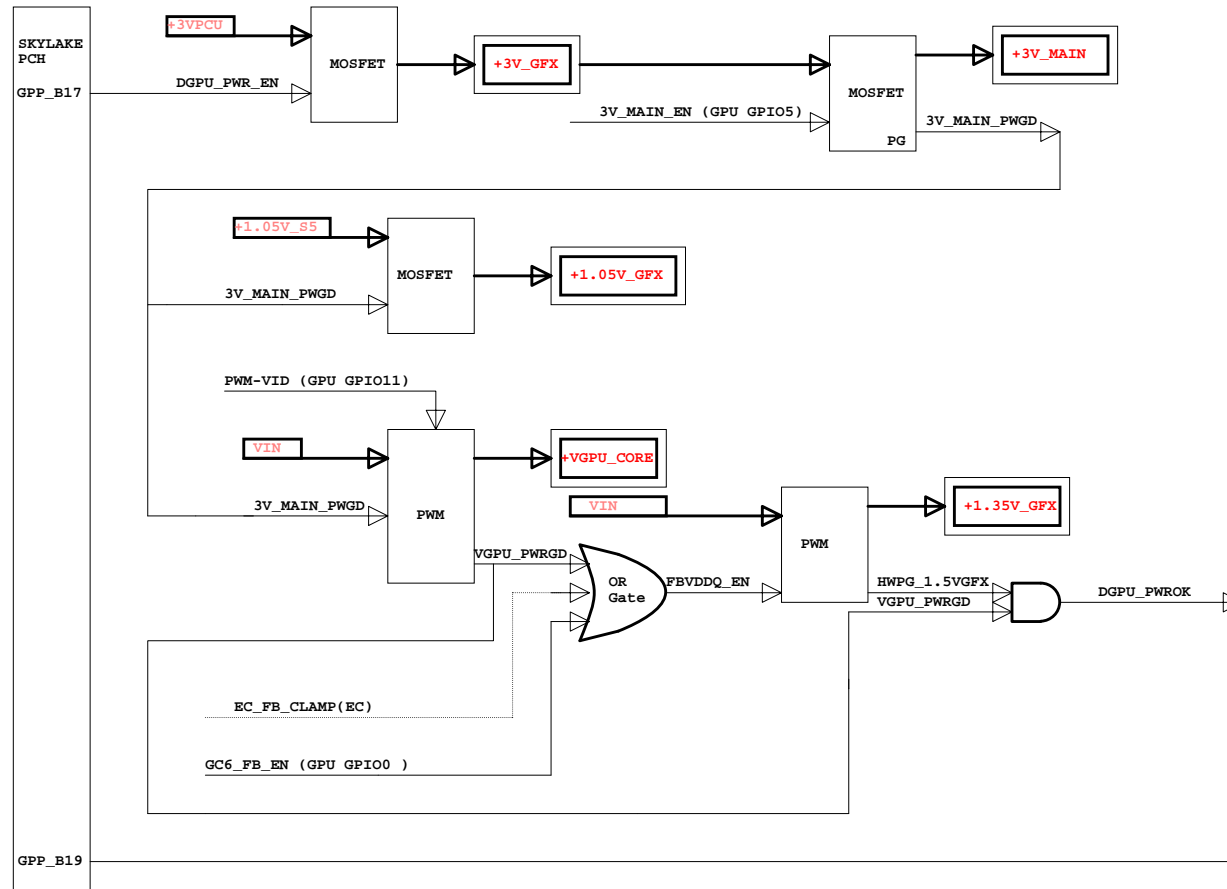 +3VPCU
SKYLAKE
PCH
MOSFET
+3V_GFX
+3V_MAIN
DGPU_PWR_EN
GPP_B17
MOSFET
3V_MAIN_EN (GPU GPIO5)
3V_MAIN_PWGD
PG
+1.05V_S5
MOSFET
+1.05V_GFX
3V_MAIN_PWGD
PWM-VID (GPU GPIO11)
VIN
+VGPU_CORE
3V_MAIN_PWGD
PWM
VIN
+1.35V_GFX
PWM
VGPU_PWRGD
OR
Gate
FBVDDQ_EN
HWPG_1.5VGFX
VGPU_PWRGD
DGPU_PWROK
EC_FB_CLAMP(EC)
GC6_FB_EN (GPU GPIO0 )
GPP_B19